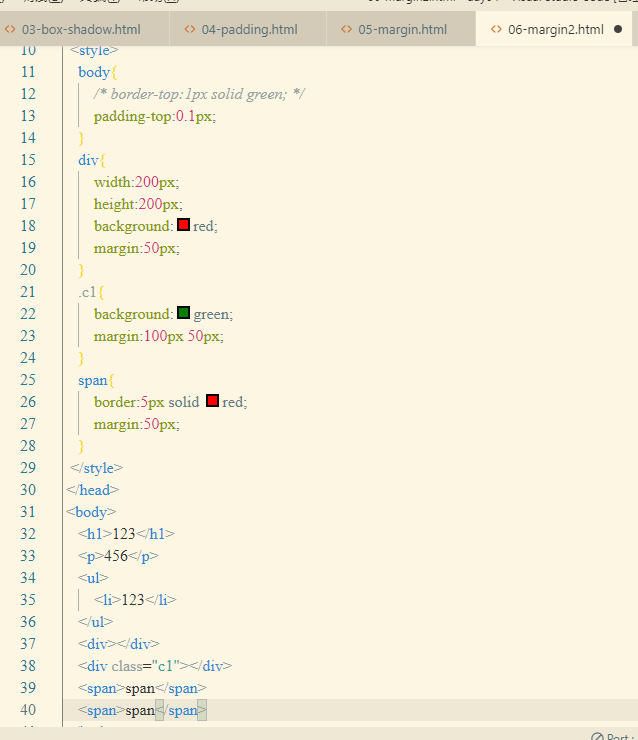 03-box-shadow.html 04-padding.html 05-margin.html 06-margin2.html
10 <style>
11 body{
12 /* border-top:1px solid green; */
13 padding-top:0.1px;
14 }
15 div{
16 width:200px;
17 height:200px;
18 background: red;
19 margin:50px;
20 }
21 .c1{
22 background: green;
23 margin:100px 50px;
24 }
25 span{
26 border:5px solid red;
27 margin:50px;
28 }
29 </style>
30 </head>
31 <body>
32 <h1>123</h1>
33 <p>456</p>
34 <ul>
35 <li>123</li>
36 </ul>
37 <div></div>
38 <div class="c1"></div>
39 <span>span</span>
40 <span>span</span>
Port :